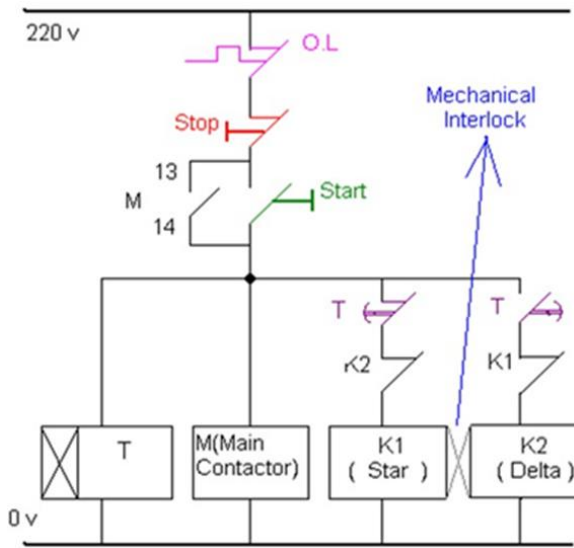 220 v
O.L
Mechanical
Interlock
Stop
13
M
14
Start
T
T
K2
K1
T
M(Main
Contactor)
K1
( Star )
K2
( Delta )
0 v